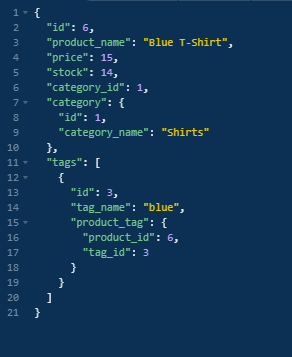 1 {
2 "id": 6,
3 "product_name": "Blue T-Shirt",
4 "price": 15,
5 "stock": 14,
6 "category_id": 1,
7 "category": {
8 "id": 1,
9 "category_name": "Shirts"
10 },
11 "tags": [
12 {
13 "id": 3,
14 "tag_name": "blue",
15 "product_tag": {
16 "product_id": 6,
17 "tag_id": 3
18 }
19 }
20 ]
21 }